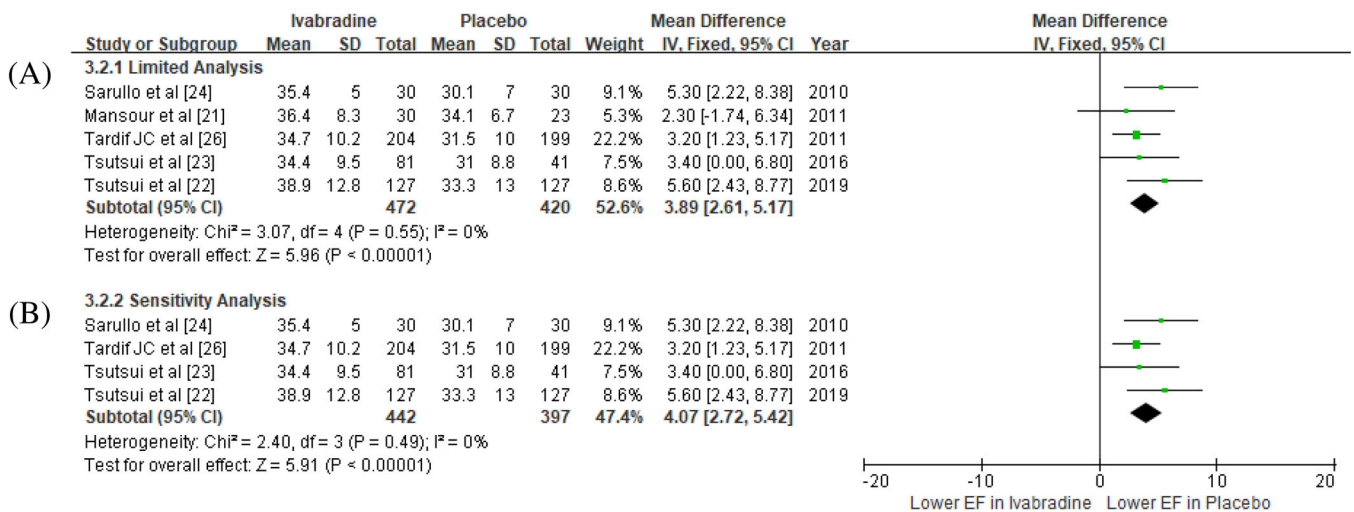 Ivabradine Placebo Mean Difference Mean Difference
Study or Subgroup Mean SD Total Mean SD Total Weight IV, Fixed, 95% CI Year IV, Fixed, 95% CI
(A)
3.2.1 Limited Analysis
Sarullo et al [24] 35.4 5 30 30.1 7 30 9.1% 5.30 [2.22, 8.38] 2010
Mansour et al [21] 36.4 8.3 30 34.1 6.7 23 5.3% 2.30 [-1.74, 6.34] 2011
Tardif JC et al [26] 34.7 10.2 204 31.5 10 199 22.2% 3.20 [1.23, 5.17] 2011
Tsutsui et al [23] 34.4 9.5 81 31 8.8 41 7.5% 3.40 [0.00, 6.80] 2016
Tsutsui et al [22] 38.9 12.8 127 33.3 13 127 8.6% 5.60 [2.43, 8.77] 2019
Subtotal (95% CI) 472 420 52.6% 3.89 [2.61, 5.17]
Heterogeneity: Chi² = 3.07, df = 4 (P = 0.55); I² = 0%
Test for overall effect: Z = 5.96 (P < 0.00001)
(B)
3.2.2 Sensitivity Analysis
Sarullo et al [24] 35.4 5 30 30.1 7 30 9.1% 5.30 [2.22, 8.38] 2010
Tardif JC et al [26] 34.7 10.2 204 31.5 10 199 22.2% 3.20 [1.23, 5.17] 2011
Tsutsui et al [23] 34.4 9.5 81 31 8.8 41 7.5% 3.40 [0.00, 6.80] 2016
Tsutsui et al [22] 38.9 12.8 127 33.3 13 127 8.6% 5.60 [2.43, 8.77] 2019
Subtotal (95% CI) 442 397 47.4% 4.07 [2.72, 5.42]
Heterogeneity: Chi² = 2.40, df = 3 (P = 0.49); I² = 0%
Test for overall effect: Z = 5.91 (P < 0.00001)
-20 -10 0 10 20
Lower EF in Ivabradine Lower EF in Placebo